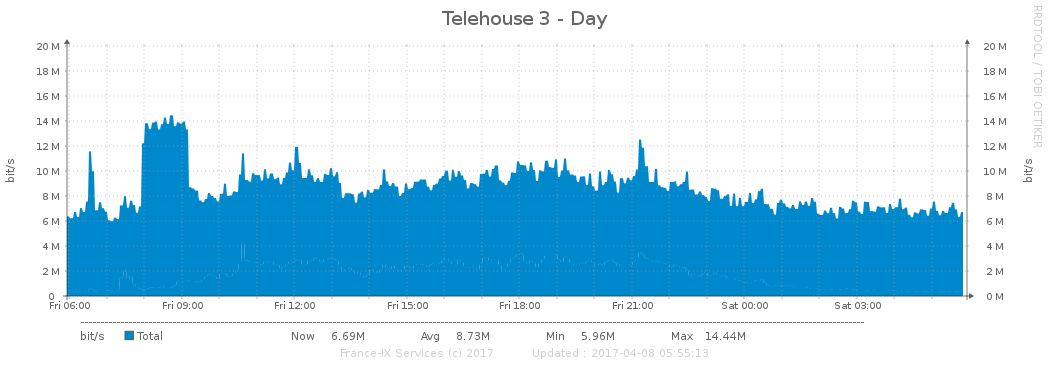 Telehouse 3 - Day
RRDTOOL / TOBI OETIKER
bit/s
20 M 20 M
18 M 18 M
16 M 16 M
14 M 14 M
12 M 12 M
10 M 10 M
8 M 8 M
6 M 6 M
4 M 4 M
2 M 2 M
0 0 M
bit/s
Fri 06:00 Fri 09:00 Fri 12:00 Fri 15:00 Fri 18:00 Fri 21:00 Sat 00:00 Sat 03:00
bit/s Total Now 6.69M Avg 8.73M Min 5.96M Max 14.44M
France-IX Services (c) 2017 Updated : 2017-04-08 05:55:13